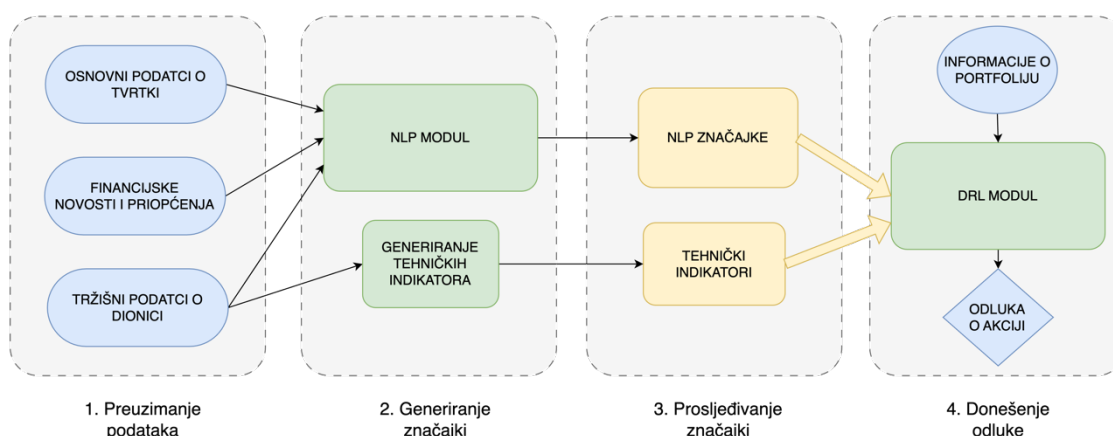 OSNOVNI PODATCI O
TVRTKI
FINANCIJSKE
NOVOSTI I PRIOPĆENJA
TRŽIŠNI PODATCI O
DIONICI
NLP MODUL
GENERIRANJE
TEHNIČKIH
INDIKATORA
NLP ZNAČAJKE
TEHNIČKI
INDIKATORI
INFORMACIJE O
PORTFOLIJU
DRL MODUL
ODLUKA
O AKCIJI
1. Preuzimanje
podataka
2. Generiranje
značajki
3. Prosljeđivanje
značajki
4. Donešenje
odluke